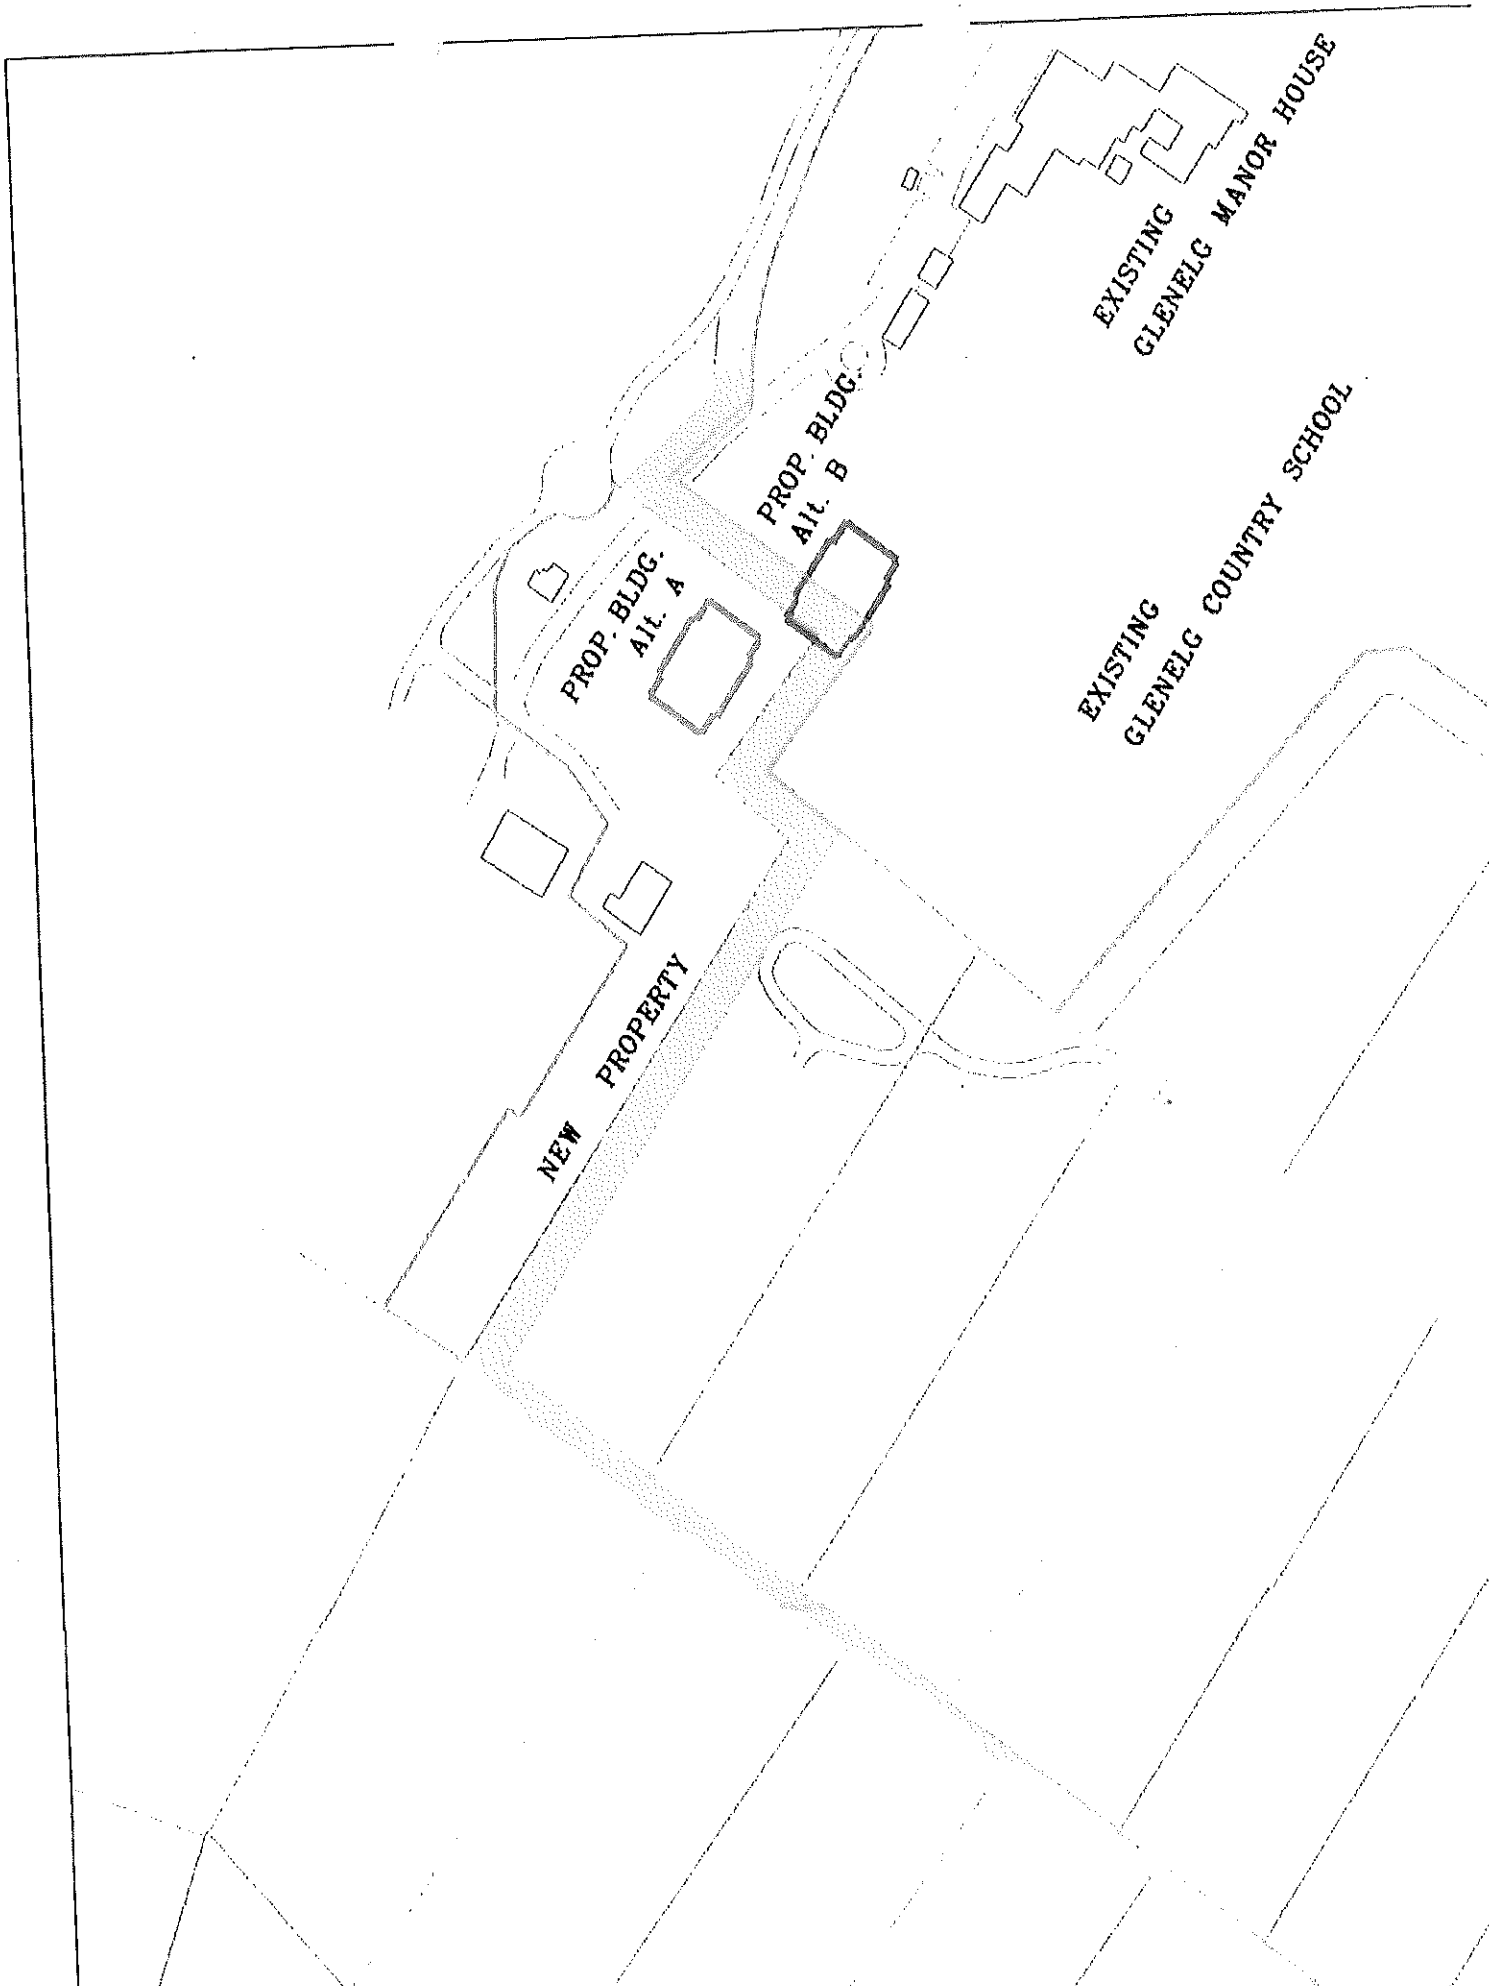 EXISTING
GLENELG MANOR HOUSE
PROP. BLDG.
Alt. B
EXISTING
GLENELG COUNTRY SCHOOL
PROP. BLDG.
Alt. A
NEW PROPERTY